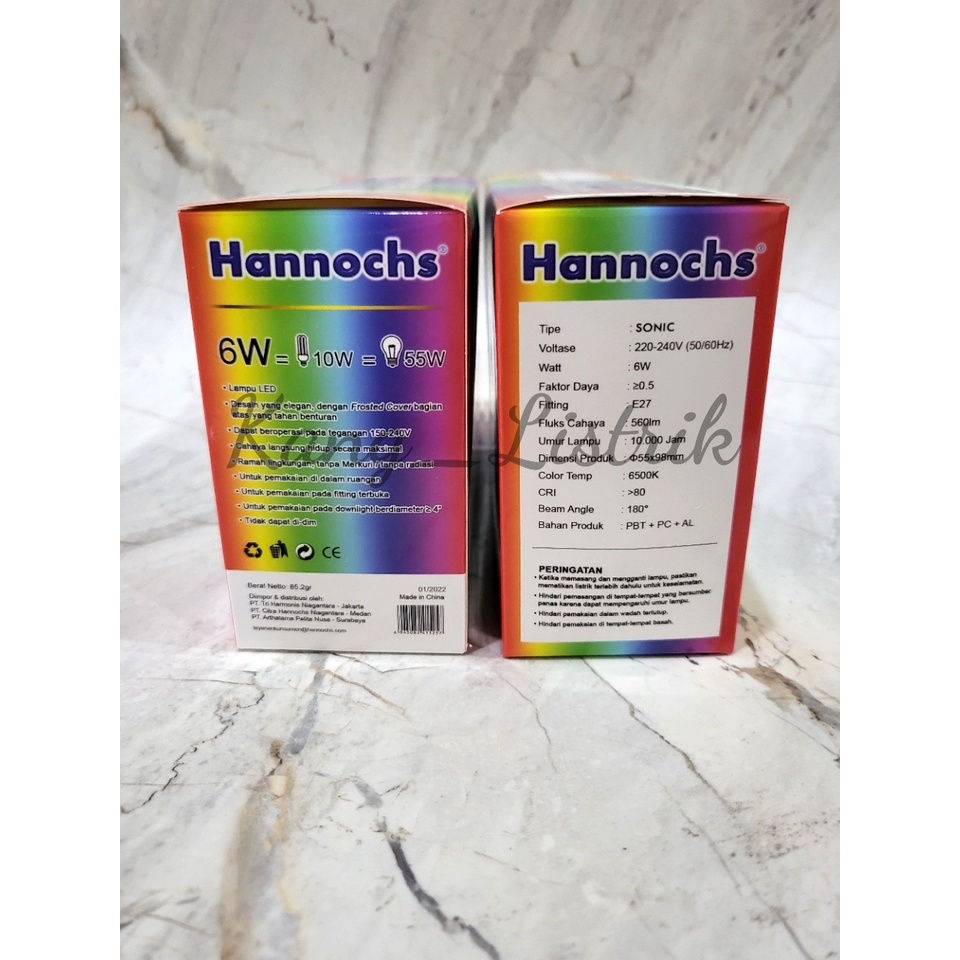 Hannochs®
6W = 10W = 55W
• Lampu LED
• Desain yang elegan, dengan Frosted Cover bagian
atas yang tahan benturan
• Dapat beroperasi pada tegangan 150-240V
• Cahaya langsung hidup secara maksimal
• Ramah lingkungan, tanpa Merkuri / tanpa radiasi
• Untuk pemakaian di dalam ruangan
• Untuk pemakaian pada fitting terbuka
• Untuk pemakaian pada downlight berdiameter ≥ 4"
• Tidak dapat di-dim
CE
Berat Netto: 85.2gr
Diimpor & distribusi oleh:
PT. Tri Harmonis Niagantara - Jakarta
PT. Citra Hannochs Niagantara - Medan
PT. Arthatama Pelita Nusa - Surabaya
01/2022
Made in China
Hannochs®
Tipe : SONIC
Voltase : 220-240V (50/60Hz)
Watt : 6W
Faktor Daya : ≥0.5
Fitting : E27
Fluks Cahaya : 560lm
Umur Lampu : 10.000 Jam
Dimensi Produk : Φ55x98mm
Color Temp : 6500K
CRI : >80
Beam Angle : 180°
Bahan Produk : PBT + PC + AL
PERINGATAN
• Ketika memasang dan mengganti lampu, pastikan
mematikan listrik terlebih dahulu untuk keselamatan.
• Hindari pemasangan di tempat-tempat yang bersumber
panas karena dapat mempengaruhi umur lampu.
• Hindari pemakaian dalam wadah tertutup.
• Hindari pemakaian di tempat-tempat basah.
Kang_Listrik